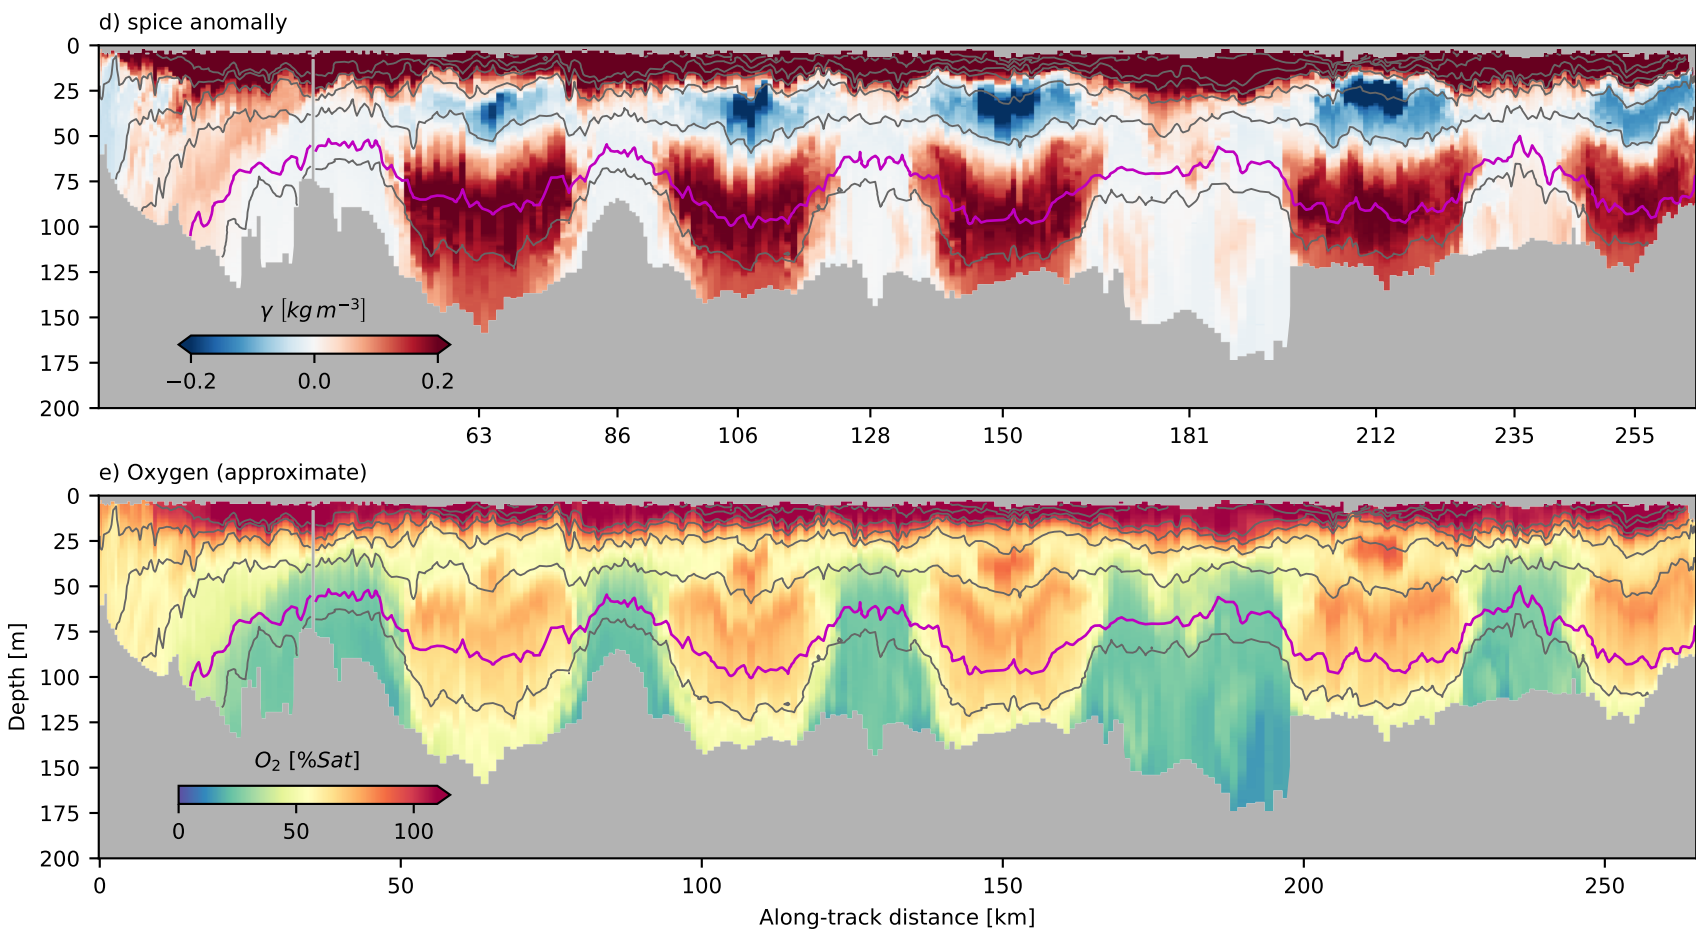 d) spice anomally
0
25
50
75
100
125
150
175
200
γ [kg m⁻³]
−0.2 0.0 0.2
63 86 106 128 150 181 212 235 255
e) Oxygen (approximate)
0
25
50
75
100
125
150
175
200
Depth [m]
O₂ [%Sat]
0 50 100
0 50 100 150 200 250
Along-track distance [km]